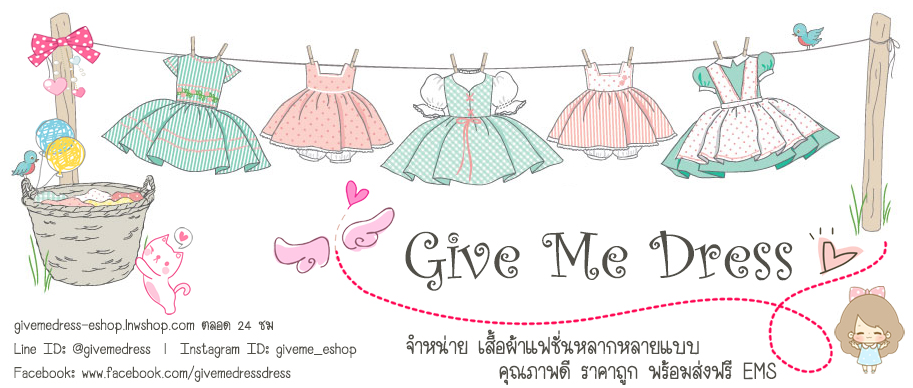 Give Me Dress
givemedress-eshop.lnwshop.com ตลอด 24 ชม
Line ID: @givemedress | Instagram ID: giveme_eshop
Facebook: www.facebook.com/givemedressdress
จำหน่าย เสื้อผ้าแฟชั่นหลากหลายแบบ
คุณภาพดี ราคาถูก พร้อมส่งฟรี EMS